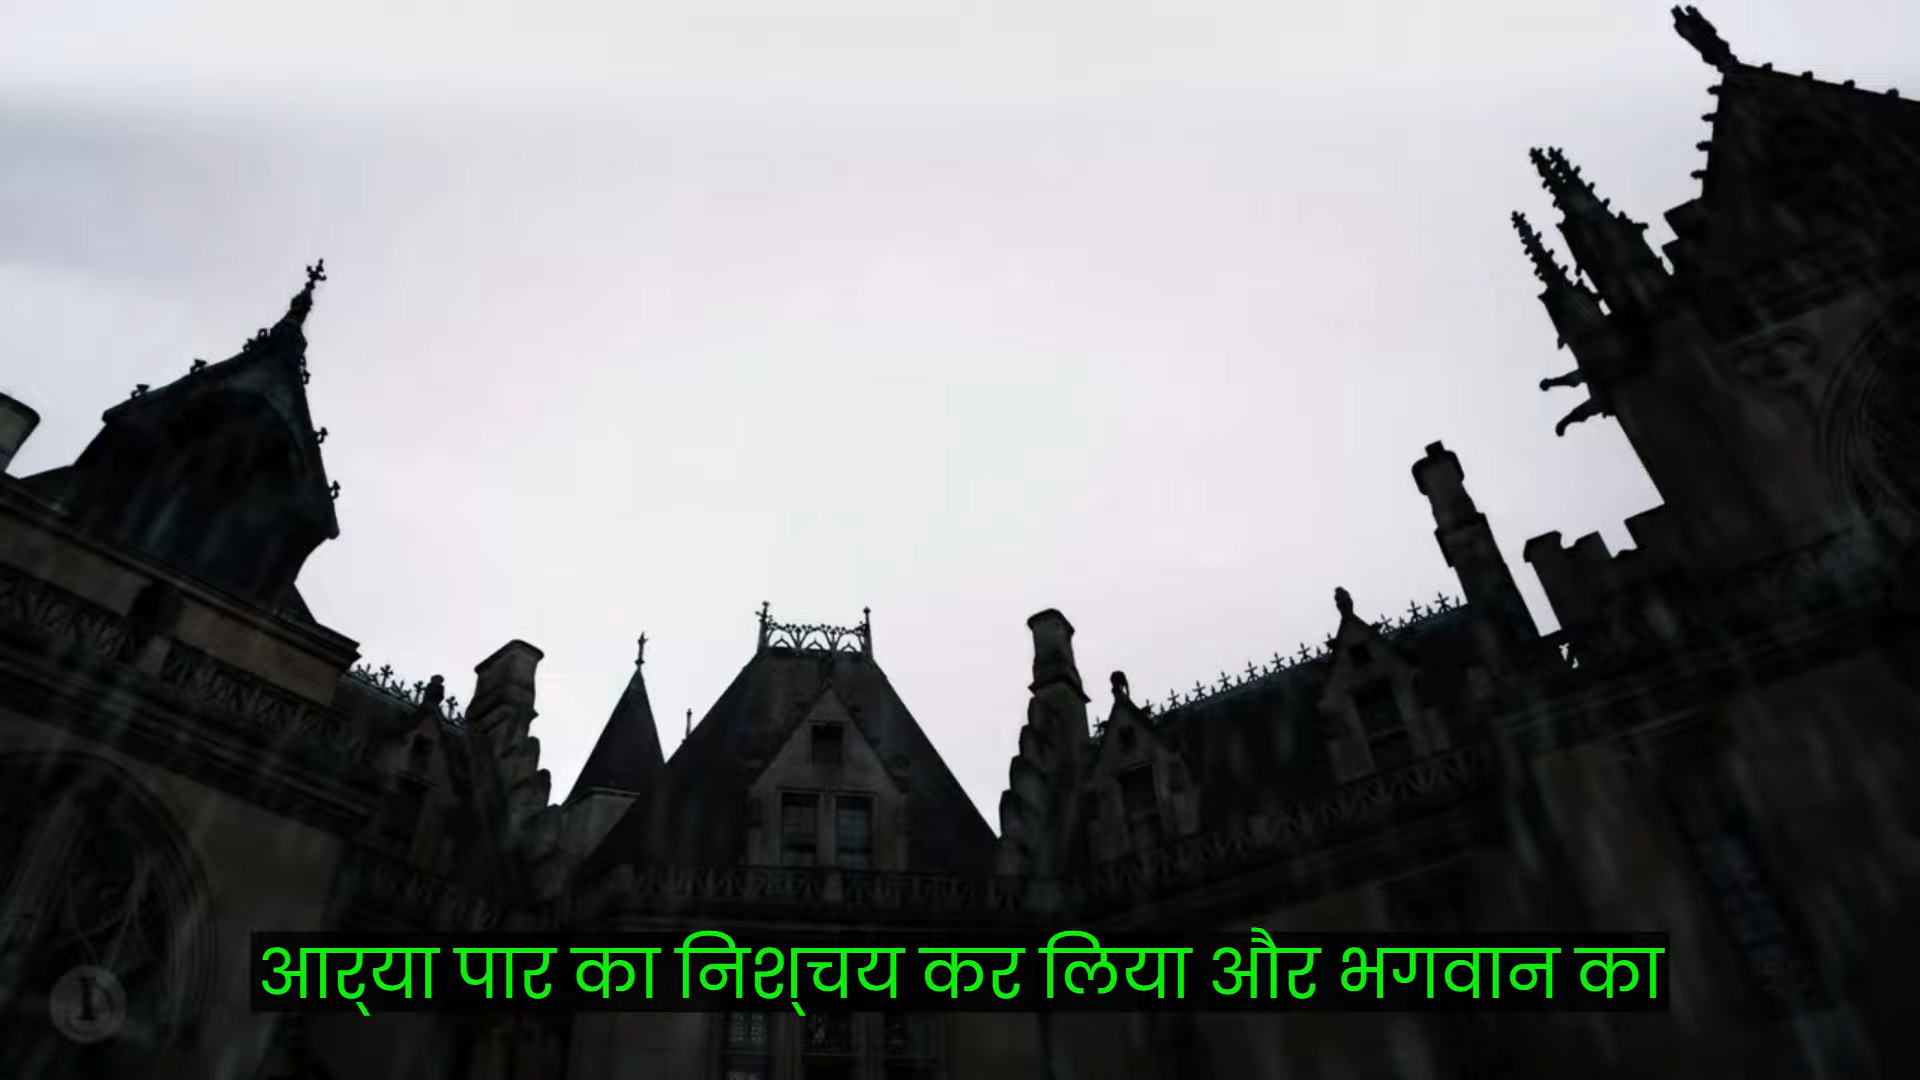 आर्‌या पार का निश्‌चय कर लिया और भगवान का